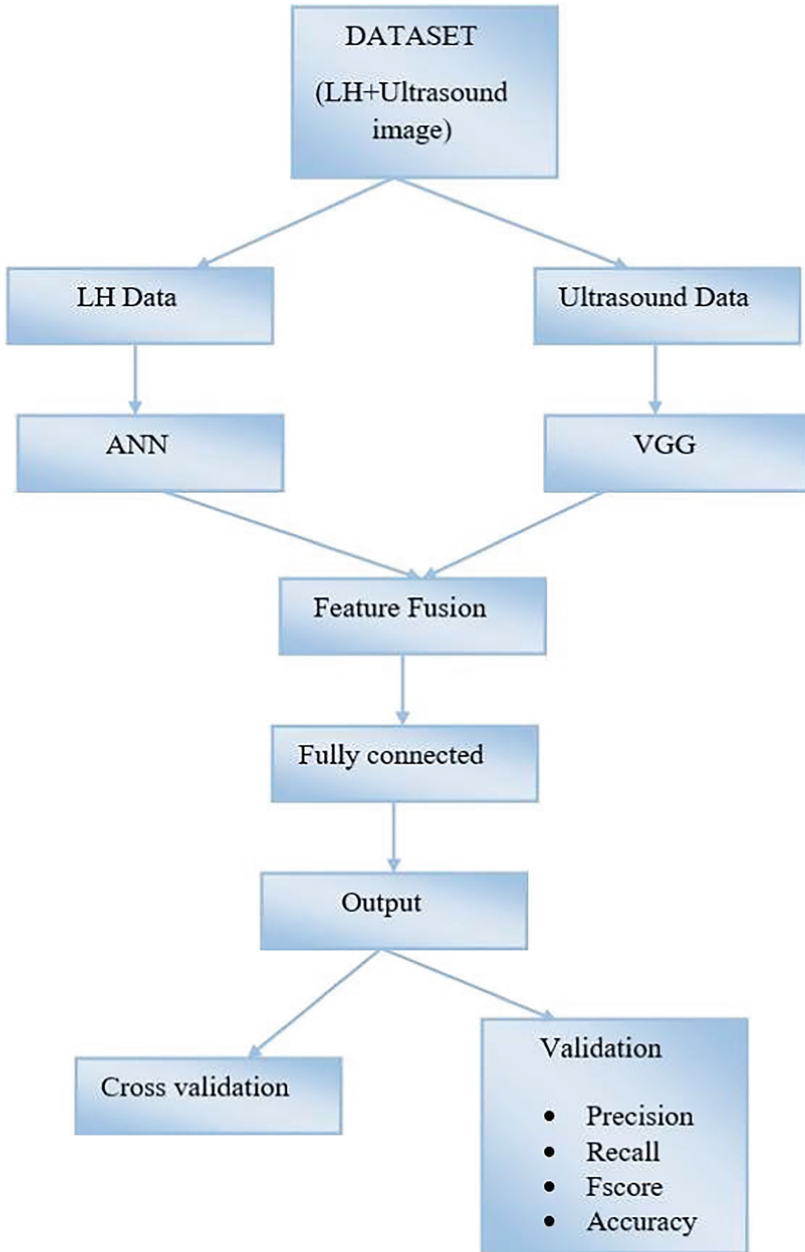 DATASET
(LH+Ultrasound
image)
LH Data
Ultrasound Data
ANN
VGG
Feature Fusion
Fully connected
Output
Cross validation
Validation
• Precision
• Recall
• Fscore
• Accuracy